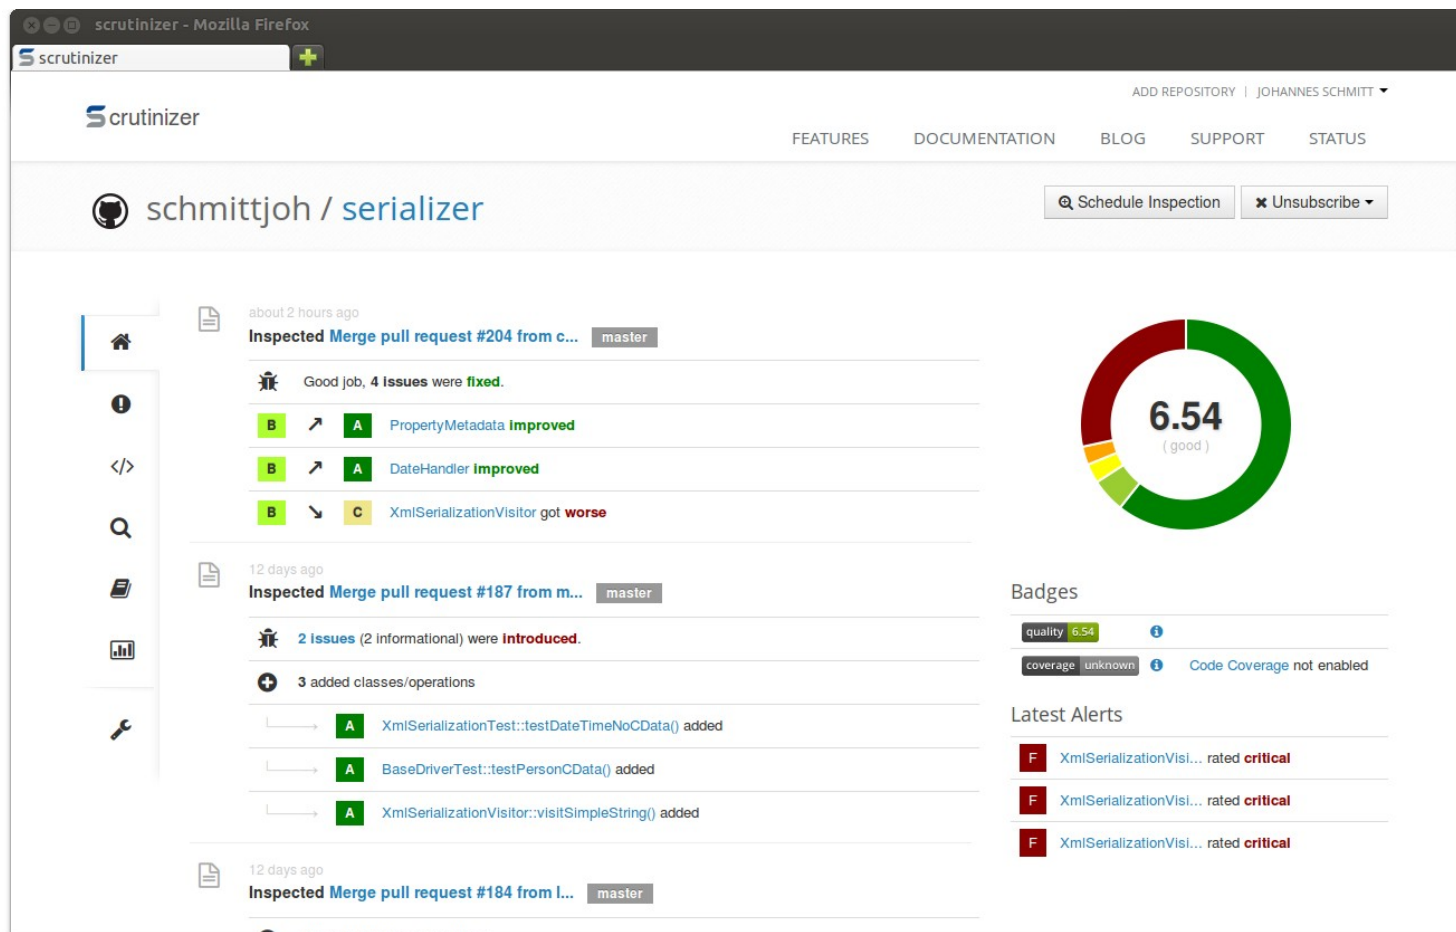 scrutinizer - Mozilla Firefox
scrutinizer
ADD REPOSITORY | JOHANNES SCHMITT
Scrutinizer
FEATURES DOCUMENTATION BLOG SUPPORT STATUS
schmittjoh / serializer
Schedule Inspection
Unsubscribe
about 2 hours ago
Inspected Merge pull request #204 from c... master
Good job, 4 issues were fixed.
B A PropertyMetadata improved
B A DateHandler improved
B C XmlSerializationVisitor got worse
12 days ago
Inspected Merge pull request #187 from m... master
2 issues (2 informational) were introduced.
3 added classes/operations
A XmlSerializationTest::testDateTimeNoCData() added
A BaseDriverTest::testPersonCData() added
A XmlSerializationVisitor::visitSimpleString() added
12 days ago
Inspected Merge pull request #184 from l... master
6.54
( good )
Badges
quality 6.54
coverage unknown Code Coverage not enabled
Latest Alerts
F XmlSerializationVisi... rated critical
F XmlSerializationVisi... rated critical
F XmlSerializationVisi... rated critical